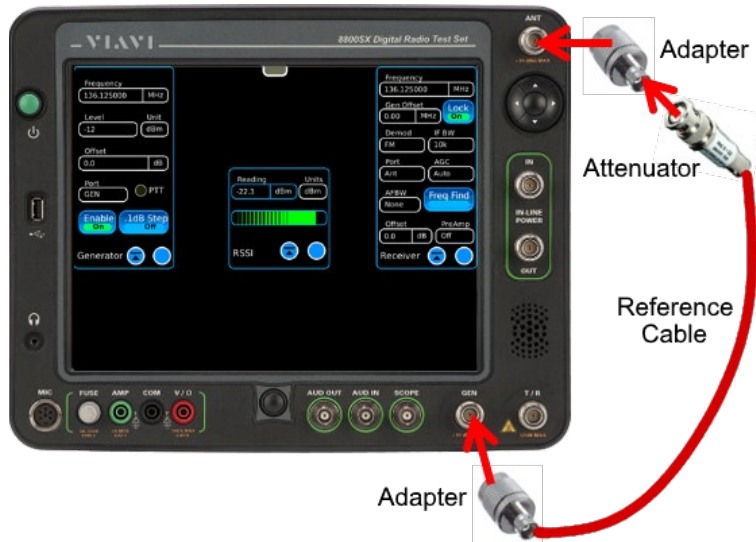 VIAVI
8800SX Digital Radio Test Set
ANT
Adapter
Attenuator
Frequency
136.125000 MHz
Level Unit
-12 dBm
Offset
0.0 dB
Port
GEN PTT
Enable .1dB Step
On Off
Generator
Reading Units
-22.3 dBm dBm
RSSI
Frequency
136.125000 MHz
Gen Offset Lock
0.00 MHz On
Demod IF BW
FM 10k
Port AGC
Ant Auto
AFBW Freq Find
None
Offset PreAmp
0.0 dB Off
Receiver
IN
IN-LINE
POWER
OUT
Reference
Cable
MIC
FUSE
AMP
COM
V / Ω
AUD OUT
AUD IN
SCOPE
GEN
T / R
Adapter